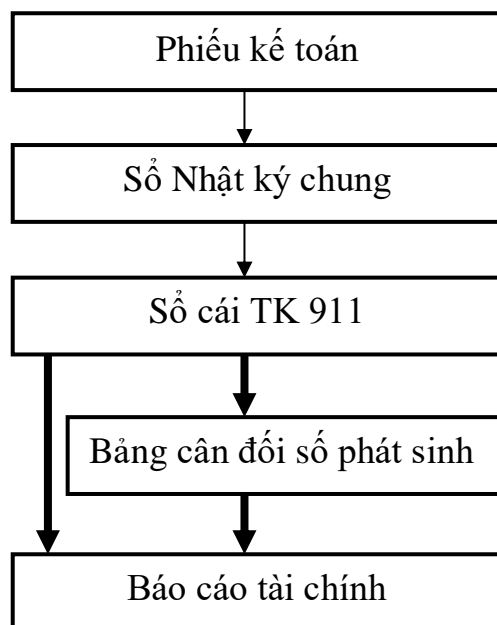 Phiếu kế toán
Sổ Nhật ký chung
Sổ cái TK 911
Bảng cân đối số phát sinh
Báo cáo tài chính